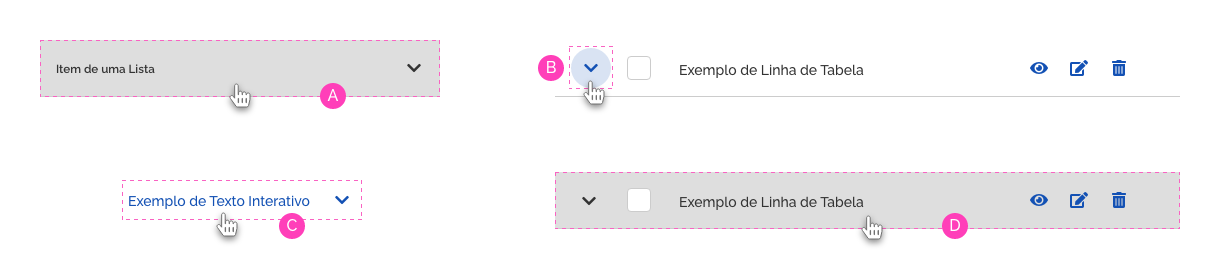 Item de uma Lista
A
B
Exemplo de Linha de Tabela
Exemplo de Texto Interativo
C
Exemplo de Linha de Tabela
D